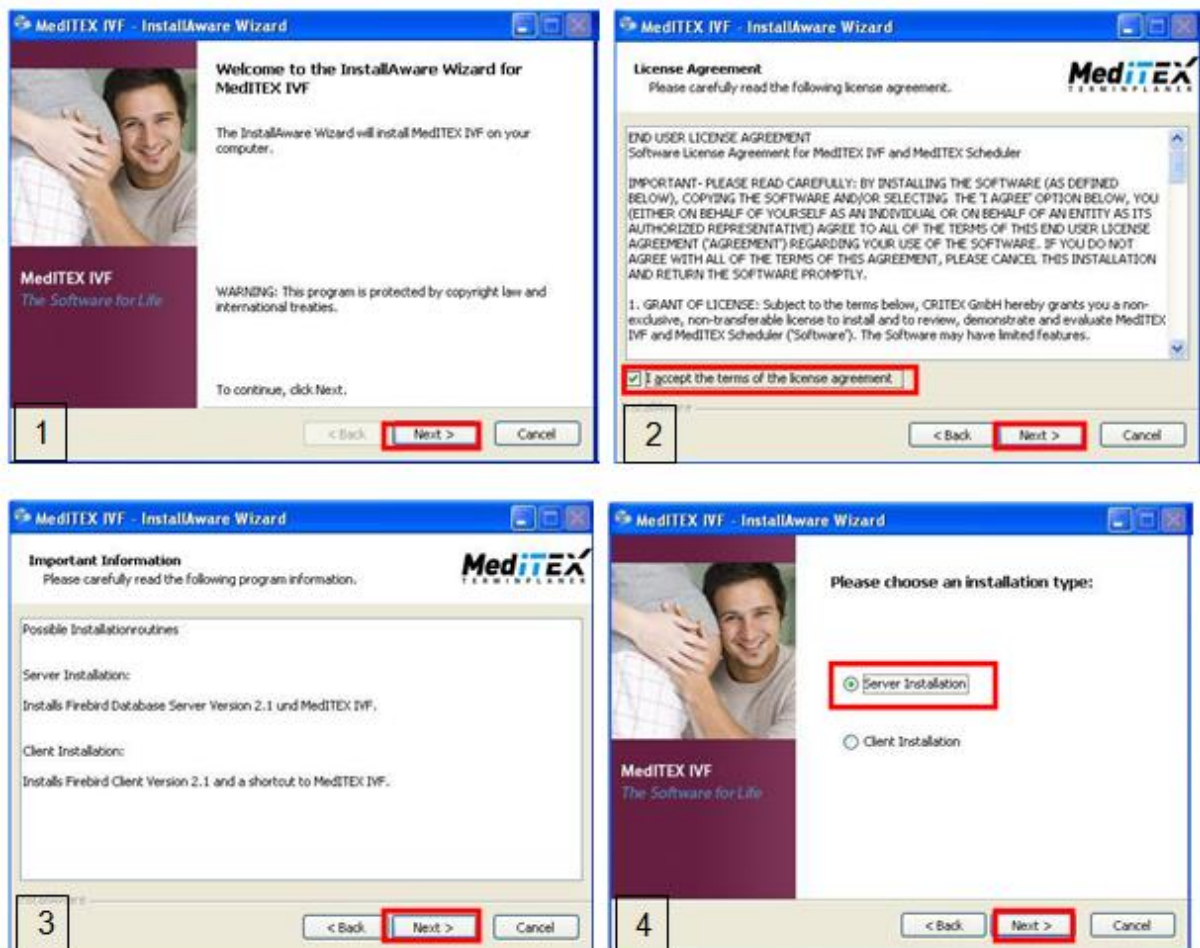 MedITEX IVF - InstallAware Wizard
Welcome to the InstallAware Wizard for
MedITEX IVF
The InstallAware Wizard will install MedITEX IVF on your
computer.
MedITEX IVF
The Software for Life
WARNING: This program is protected by copyright law and
international treaties.
To continue, click Next.
1
< Back
Next >
Cancel
MedITEX IVF - InstallAware Wizard
License Agreement
Please carefully read the following license agreement.
MedITEX
TERMINPLANER
END USER LICENSE AGREEMENT
Software License Agreement for MedITEX IVF and MedITEX Scheduler
IMPORTANT- PLEASE READ CAREFULLY: BY INSTALLING THE SOFTWARE (AS DEFINED
BELOW), COPYING THE SOFTWARE AND/OR SELECTING THE 'I AGREE' OPTION BELOW, YOU
(EITHER ON BEHALF OF YOURSELF AS AN INDIVIDUAL OR ON BEHALF OF AN ENTITY AS ITS
AUTHORIZED REPRESENTATIVE) AGREE TO ALL OF THE TERMS OF THIS END USER LICENSE
AGREEMENT ('AGREEMENT') REGARDING YOUR USE OF THE SOFTWARE. IF YOU DO NOT
AGREE WITH ALL OF THE TERMS OF THIS AGREEMENT, PLEASE CANCEL THIS INSTALLATION
AND RETURN THE SOFTWARE PROMPTLY.
1. GRANT OF LICENSE: Subject to the terms below, CRITEX GmbH hereby grants you a non-
exclusive, non-transferable license to install and to review, demonstrate and evaluate MedITEX
IVF and MedITEX Scheduler ('Software'). The Software may have limited features.
I accept the terms of the license agreement
InstallAware
2
< Back
Next >
Cancel
MedITEX IVF - InstallAware Wizard
Important Information
Please carefully read the following program information.
MedITEX
TERMINPLANER
Possible Installationroutines
Server Installation:
Installs Firebird Database Server Version 2.1 und MedITEX IVF.
Client Installation:
Installs Firebird Client Version 2.1 and a shortcut to MedITEX IVF.
InstallAware
3
< Back
Next >
Cancel
MedITEX IVF - InstallAware Wizard
Please choose an installation type:
Server Installation
Client Installation
MedITEX IVF
The Software for Life
4
< Back
Next >
Cancel